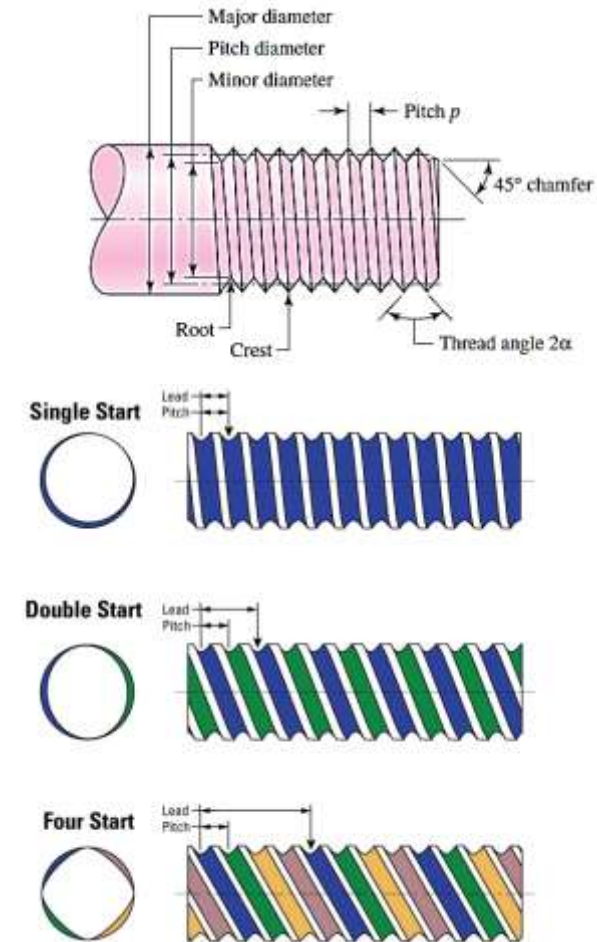 Major diameter
Pitch diameter
Minor diameter
Pitch p
45° chamfer
Root
Crest
Thread angle 2α
Single Start
Lead
Pitch
Double Start
Lead
Pitch
Four Start
Lead
Pitch